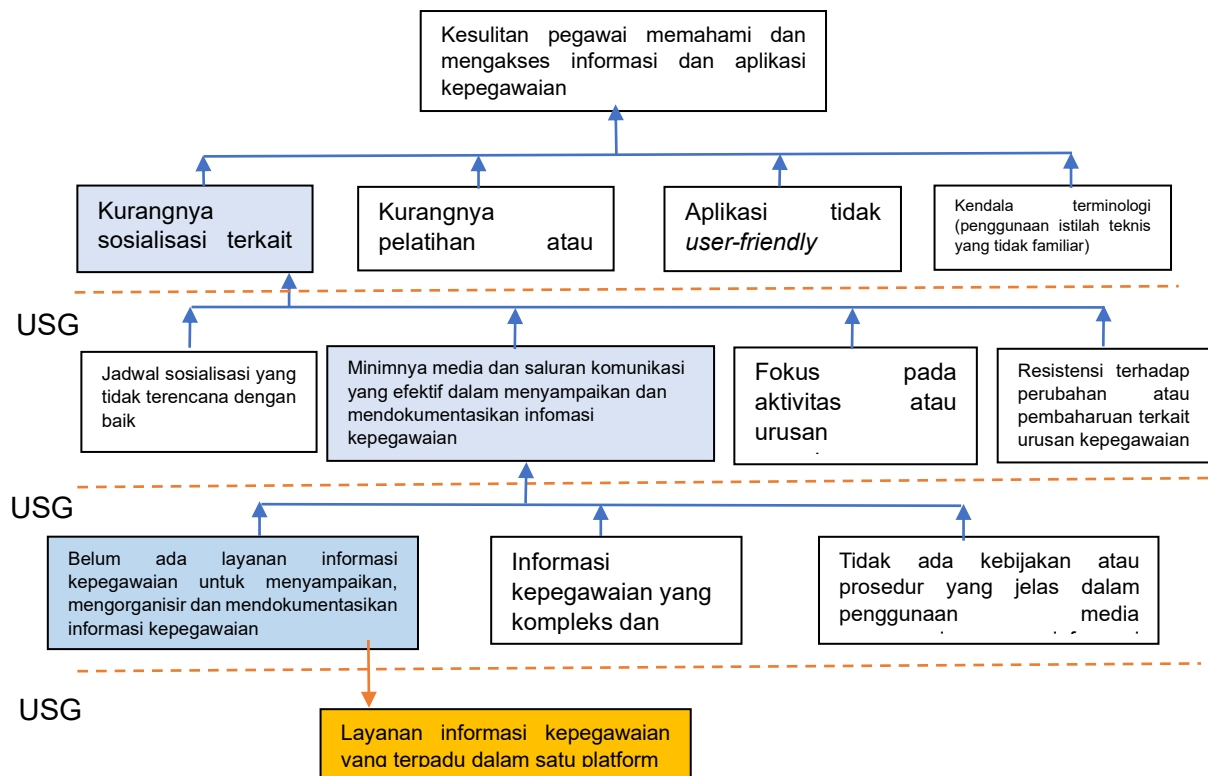 Kesulitan pegawai memahami dan
mengakses informasi dan aplikasi
kepegawaian
Kurangnya
sosialisasi terkait
Kurangnya
pelatihan atau
Aplikasi tidak
user-friendly
Kendala terminologi
(penggunaan istilah teknis
yang tidak familiar)
USG
Jadwal sosialisasi yang
tidak terencana dengan
baik
Minimnya media dan saluran komunikasi
yang efektif dalam menyampaikan dan
mendokumentasikan infomasi
kepegawaian
Fokus pada
aktivitas atau
urusan
Resistensi terhadap
perubahan atau
pembaharuan terkait
urusan kepegawaian
USG
Belum ada layanan informasi
kepegawaian untuk menyampaikan,
mengorganisir dan mendokumentasikan
informasi kepegawaian
Informasi
kepegawaian yang
kompleks dan
Tidak ada kebijakan atau
prosedur yang jelas dalam
penggunaan media
USG
Layanan informasi kepegawaian
yang terpadu dalam satu platform